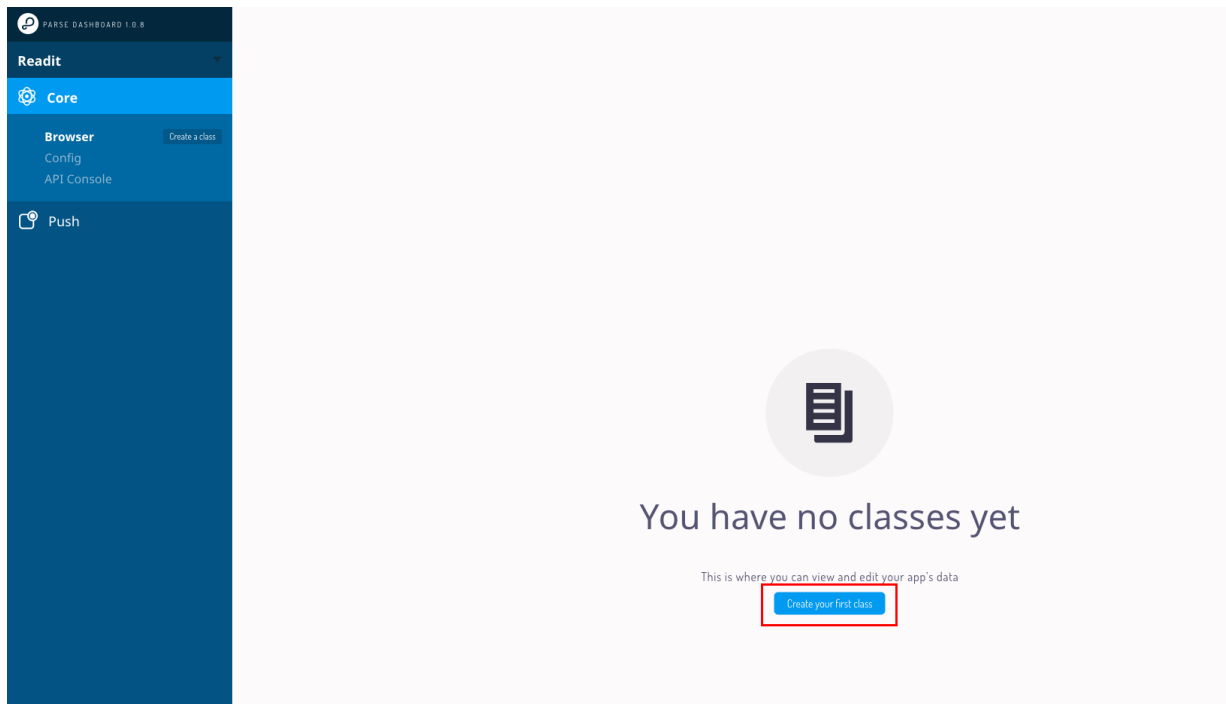 PARSE DASHBOARD 1.0.8
Readit
Core
Browser
Create a class
Config
API Console
Push
You have no classes yet
This is where you can view and edit your app's data
Create your first class